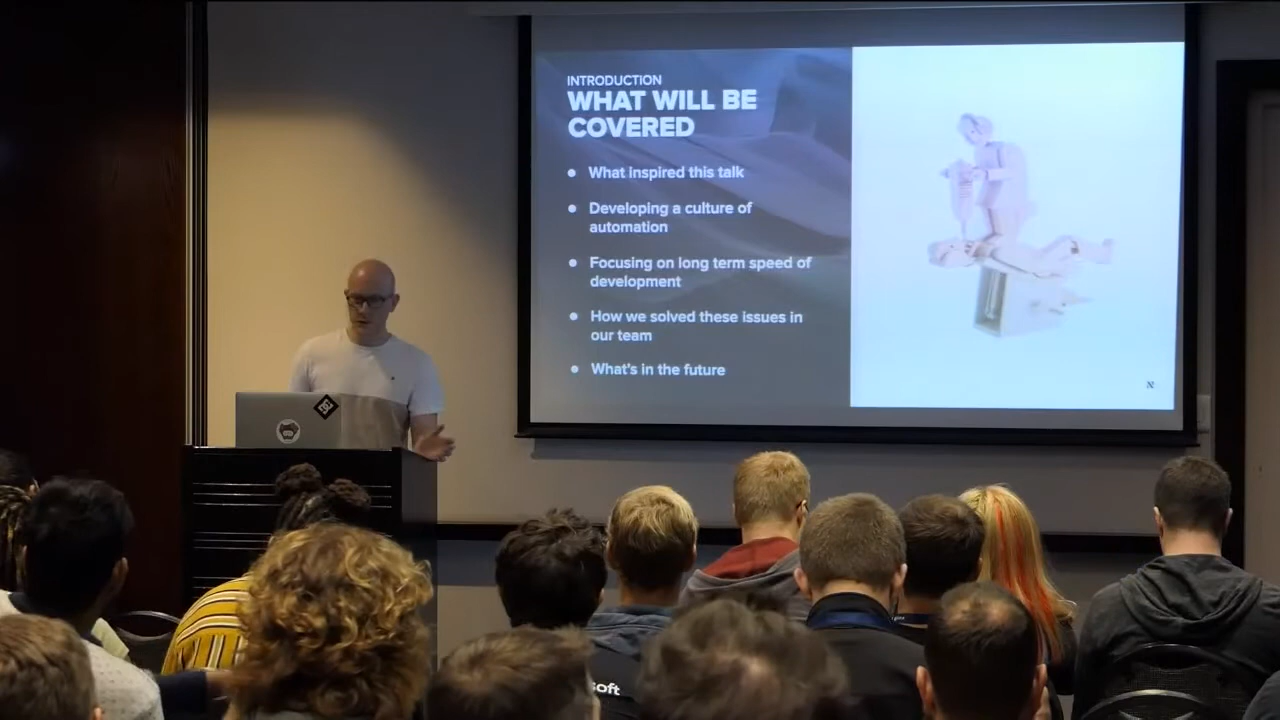 INTRODUCTION
WHAT WILL BE
COVERED
What inspired this talk
Developing a culture of
automation
Focusing on long term speed of
development
How we solved these issues in
our team
What's in the future
N
soft